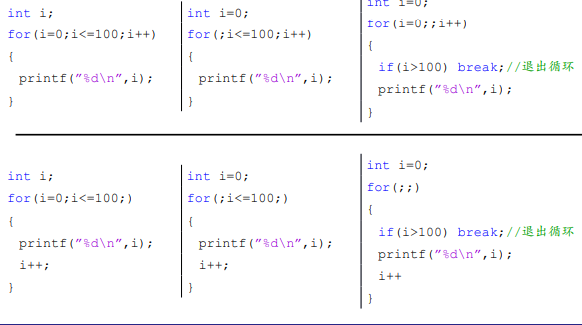 int i;
for(i=0;i<=100;i++)
{
printf("%d\n",i);
}
int i=0;
for(;i<=100;i++)
{
printf("%d\n",i);
}
int i=0;
for(i=0;;i++)
{
if(i>100) break;//退出循环
printf("%d\n",i);
}
int i;
for(i=0;i<=100;)
{
printf("%d\n",i);
i++;
}
int i=0;
for(;i<=100;)
{
printf("%d\n",i);
i++;
}
int i=0;
for(;;)
{
if(i>100) break;//退出循环
printf("%d\n",i);
i++
}